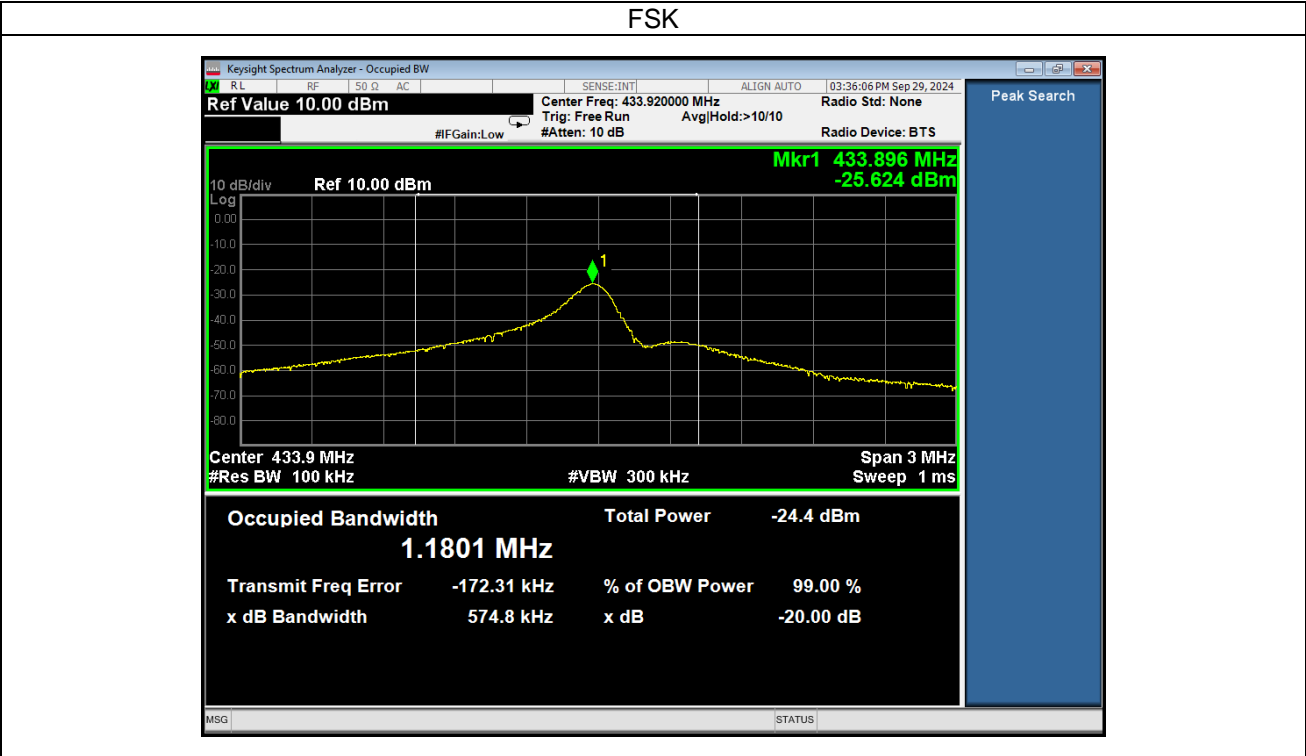 FSK
Keysight Spectrum Analyzer - Occupied BW
LXI RL RF 50 Ω AC SENSE:INT ALIGN AUTO 03:36:06 PM Sep 29, 2024
Ref Value 10.00 dBm
Center Freq: 433.920000 MHz
Radio Std: None
Trig: Free Run Avg|Hold:>10/10
#IFGain:Low #Atten: 10 dB Radio Device: BTS
Peak Search
Mkr1 433.896 MHz
-25.624 dBm
10 dB/div Ref 10.00 dBm
Log
0.00
-10.0
-20.0
-30.0
-40.0
-50.0
-60.0
-70.0
-80.0
1
Center 433.9 MHz Span 3 MHz
#Res BW 100 kHz #VBW 300 kHz Sweep 1 ms
Occupied Bandwidth Total Power -24.4 dBm
1.1801 MHz
Transmit Freq Error -172.31 kHz % of OBW Power 99.00 %
x dB Bandwidth 574.8 kHz x dB -20.00 dB
MSG STATUS